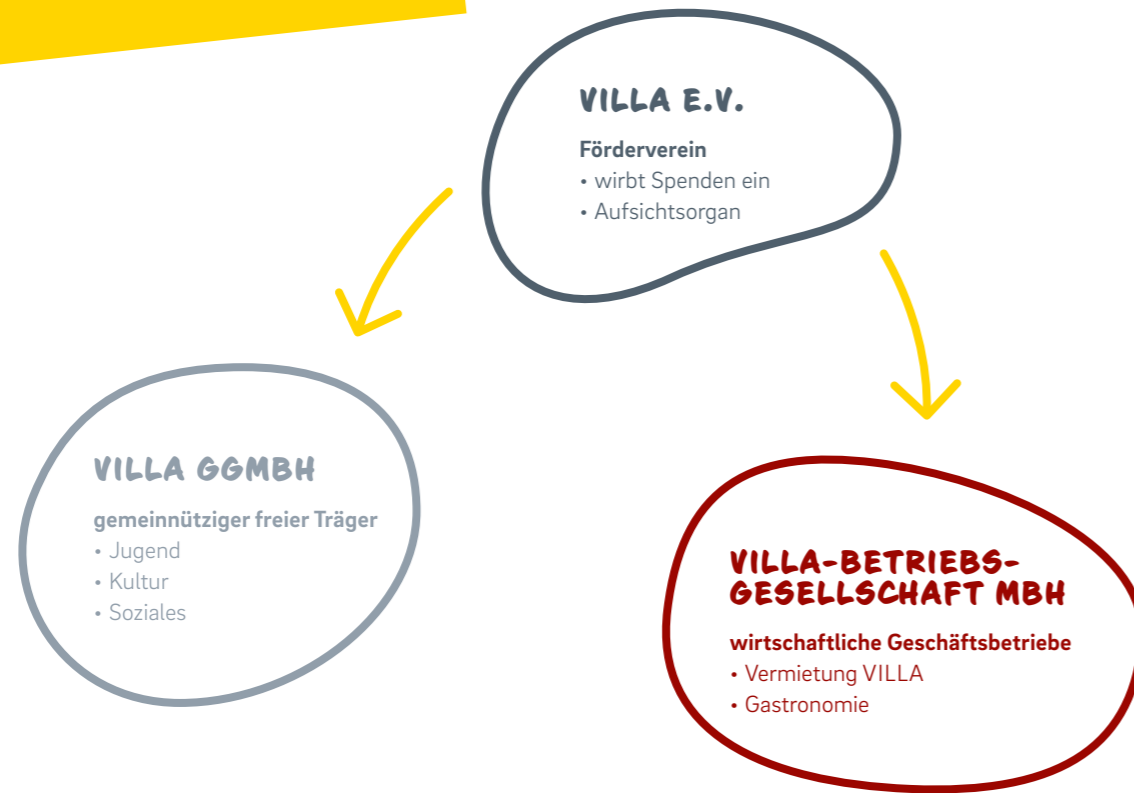 VILLA E.V.
Förderverein
• wirbt Spenden ein
• Aufsichtsorgan
VILLA GGMBH
gemeinnütziger freier Träger
• Jugend
• Kultur
• Soziales
VILLA-BETRIEBS-
GESELLSCHAFT MBH
wirtschaftliche Geschäftsbetriebe
• Vermietung VILLA
• Gastronomie